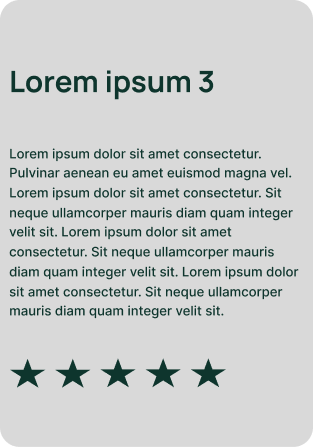 Lorem ipsum 3
Lorem ipsum dolor sit amet consectetur.
Pulvinar aenean eu amet euismod magna vel.
Lorem ipsum dolor sit amet consectetur. Sit
neque ullamcorper mauris diam quam integer
velit sit. Lorem ipsum dolor sit amet
consectetur. Sit neque ullamcorper mauris
diam quam integer velit sit. Lorem ipsum dolor
sit amet consectetur. Sit neque ullamcorper
mauris diam quam integer velit sit.